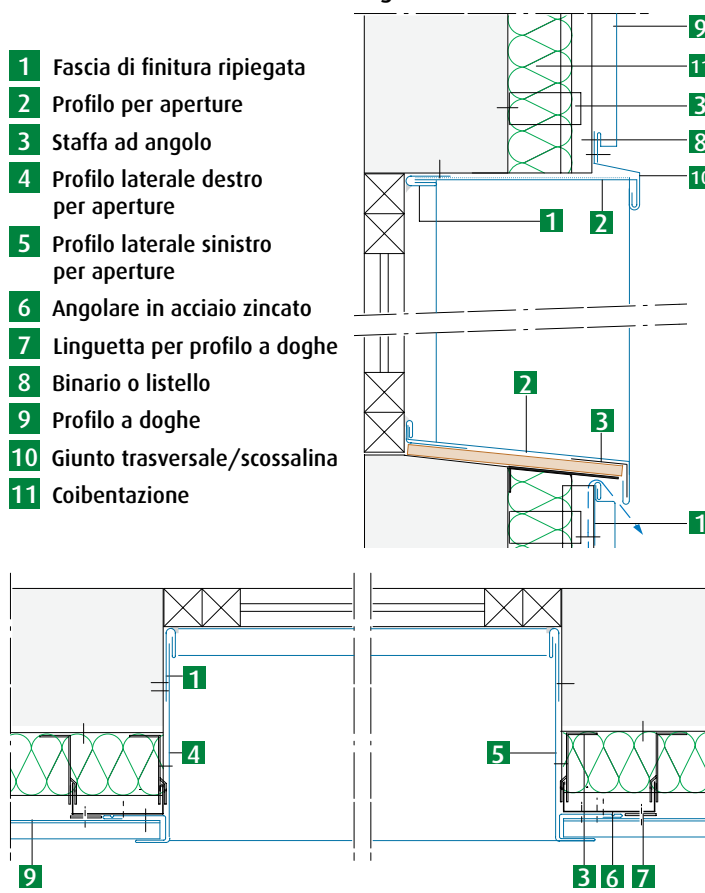 1 Fascia di finitura ripiegata
2 Profilo per aperture
3 Staffa ad angolo
4 Profilo laterale destro
per aperture
5 Profilo laterale sinistro
per aperture
6 Angolare in acciaio zincato
7 Linguetta per profilo a doghe
8 Binario o listello
9 Profilo a doghe
10 Giunto trasversale/scossalina
11 Coibentazione
9
11
3
8
10
1
2
2
3
1
1
4
5
9
3
6
7